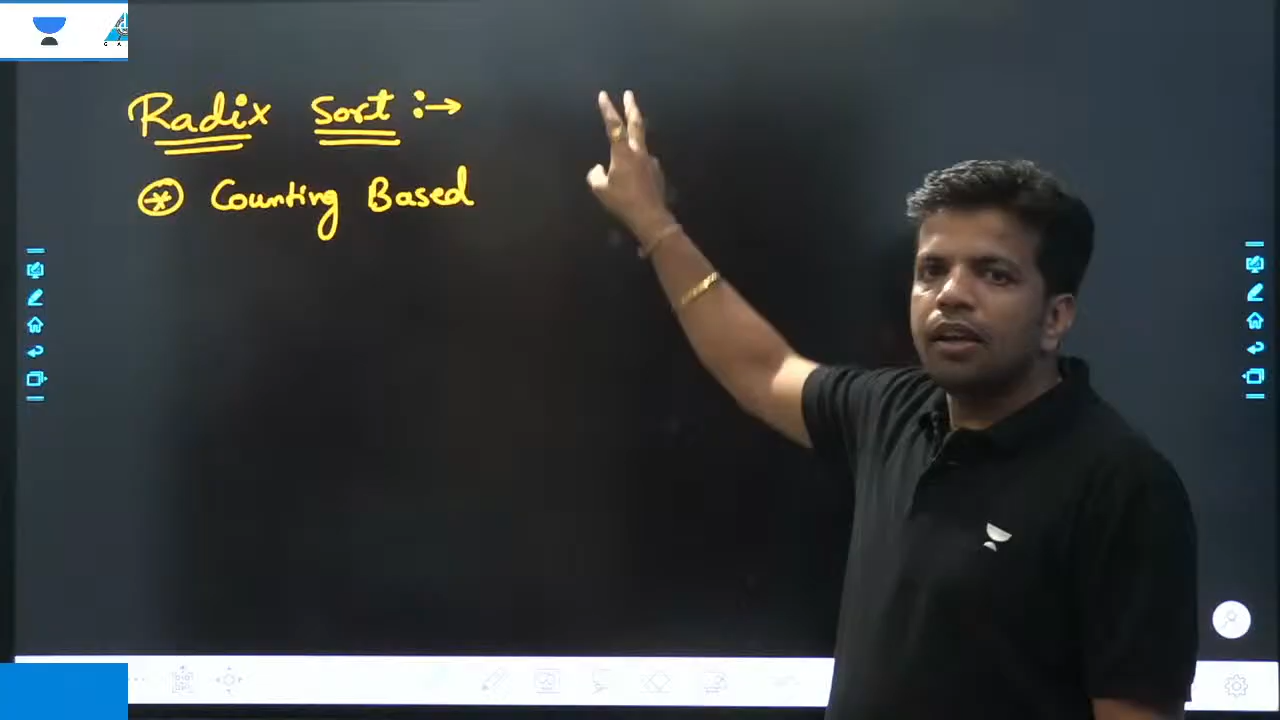 Radix Sort :→
⊛ Counting Based